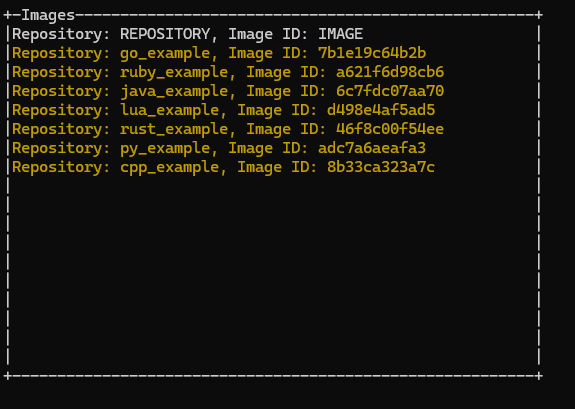 Images
Repository: REPOSITORY, Image ID: IMAGE
Repository: go_example, Image ID: 7b1e19c64b2b
Repository: ruby_example, Image ID: a621f6d98cb6
Repository: java_example, Image ID: 6c7fdc07aa70
Repository: lua_example, Image ID: d498e4af5ad5
Repository: rust_example, Image ID: 46f8c00f54ee
Repository: py_example, Image ID: adc7a6aeafa3
Repository: cpp_example, Image ID: 8b33ca323a7c